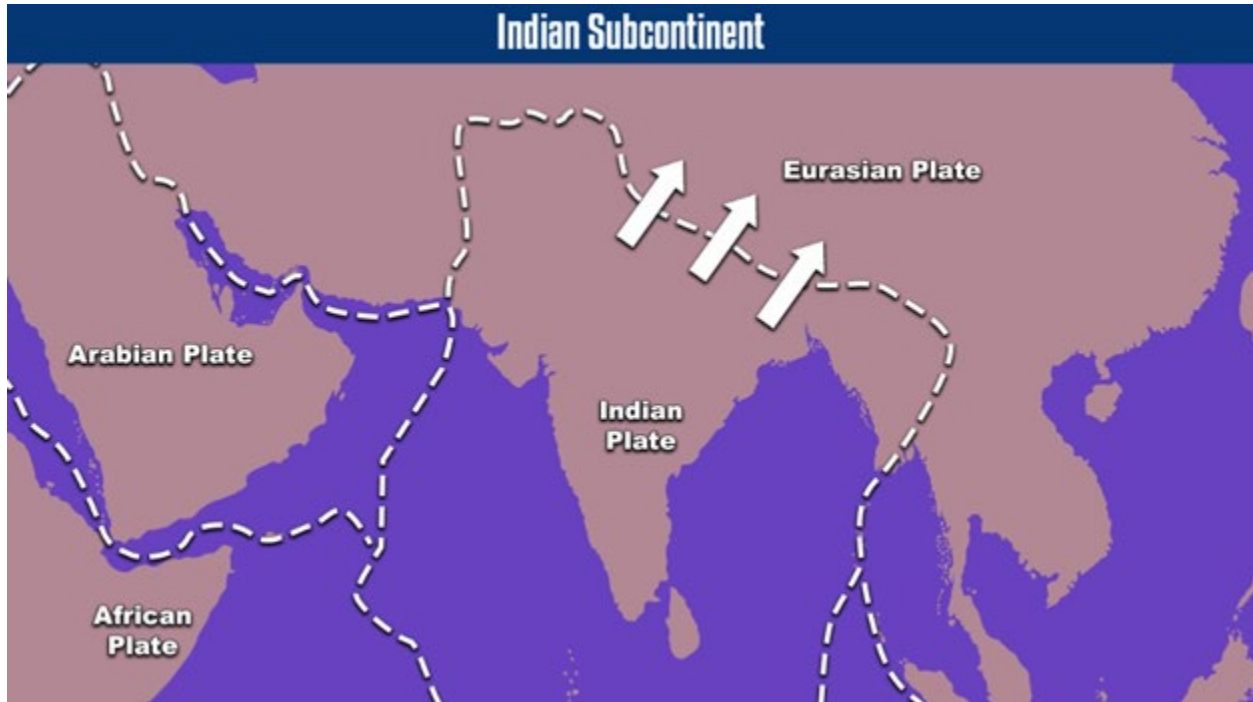 Indian Subcontinent
Eurasian Plate
Arabian Plate
Indian
Plate
African
Plate